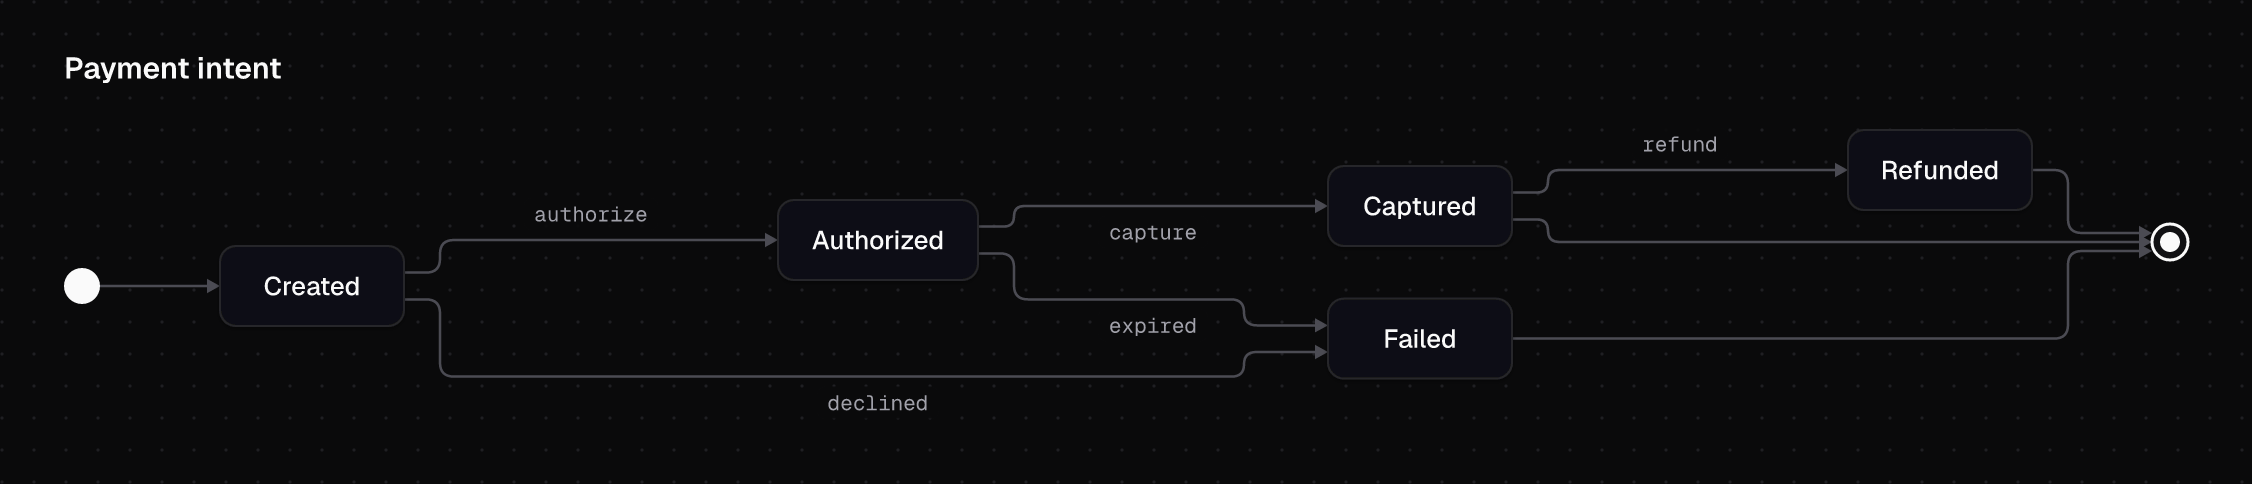 Payment intent
refund
Refunded
Captured
authorize
Authorized
capture
Created
expired
Failed
declined